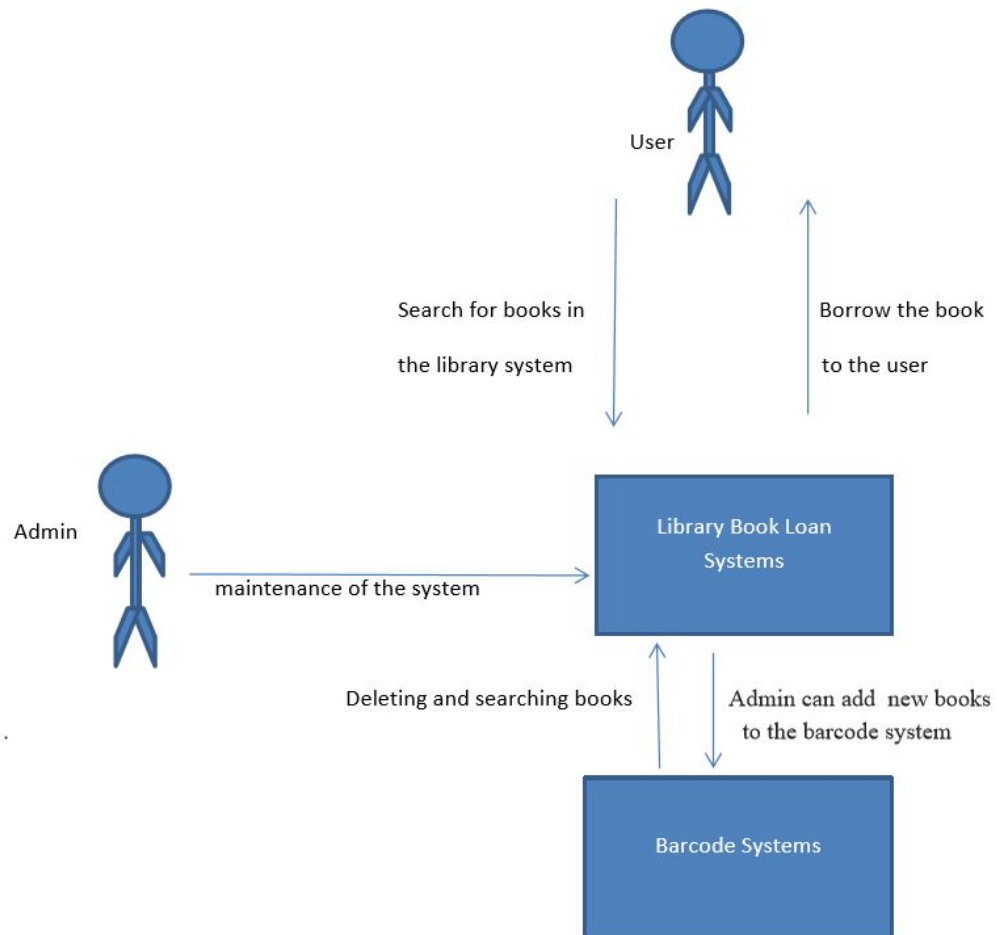 User
Search for books in
the library system
Borrow the book
to the user
Admin
maintenance of the system
Library Book Loan
Systems
Deleting and searching books
Admin can add new books
to the barcode system
.
Barcode Systems